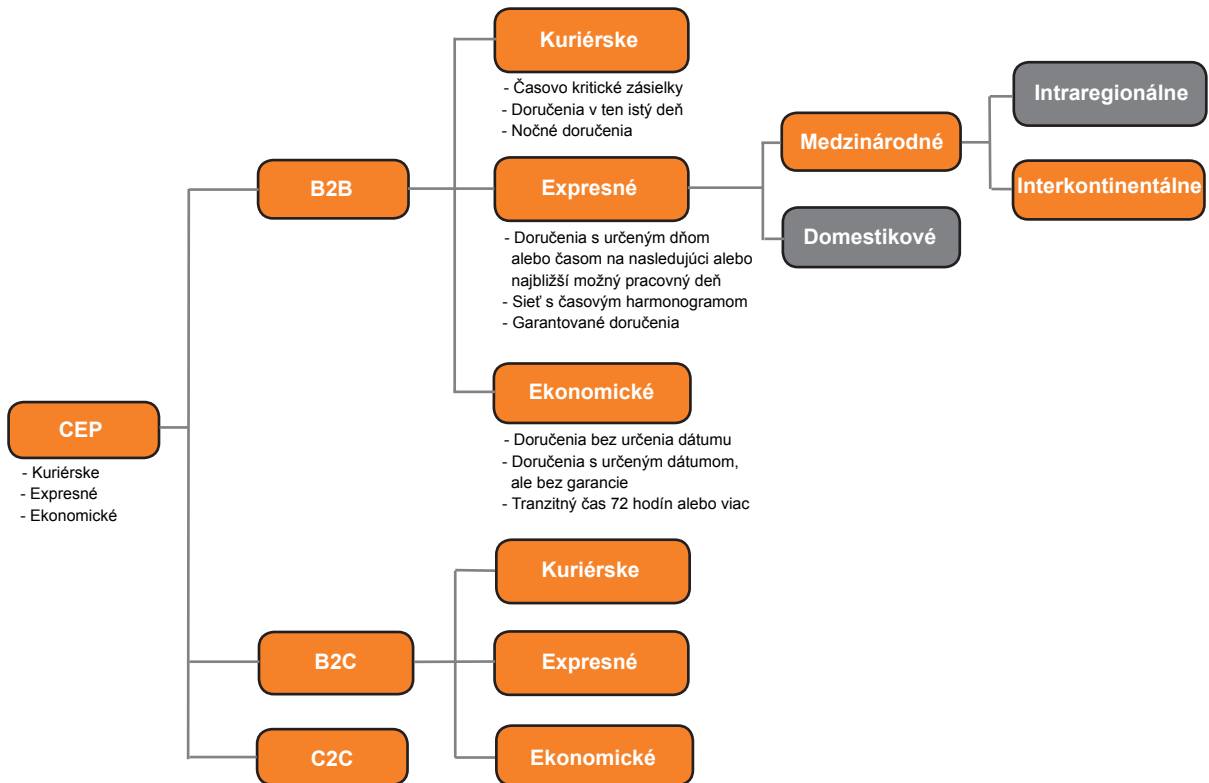 CEP
- Kuriérske
- Expresné
- Ekonomické
B2B
Kuriérske
- Časovo kritické zásielky
- Doručenia v ten istý deň
- Nočné doručenia
Expresné
- Doručenia s určeným dňom
alebo časom na nasledujúci alebo
najbližší možný pracovný deň
- Sieť s časovým harmonogramom
- Garantované doručenia
Medzinárodné
Intraregionálne
Interkontinentálne
Domestikové
Ekonomické
- Doručenia bez určenia dátumu
- Doručenia s určeným dátumom,
ale bez garancie
- Tranzitný čas 72 hodín alebo viac
B2C
Kuriérske
Expresné
Ekonomické
C2C